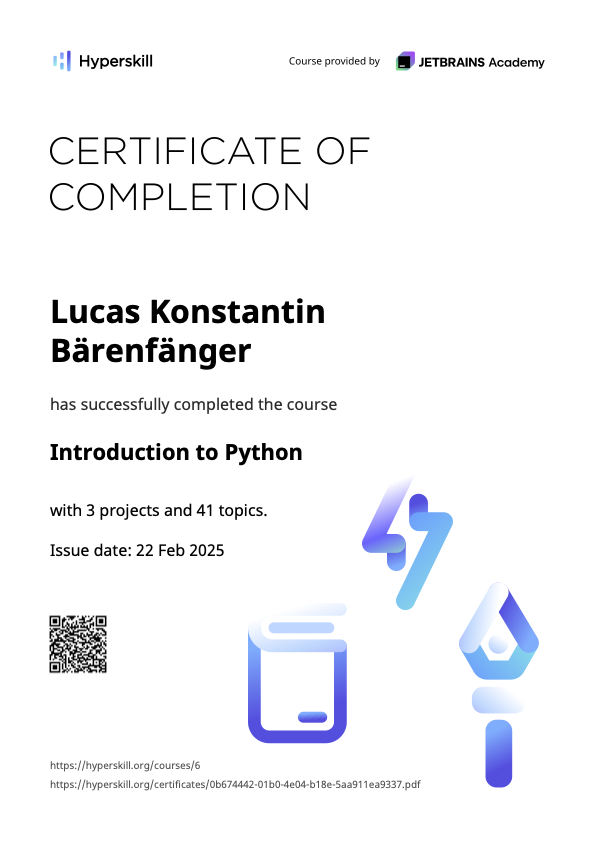 Hyperskill
Course provided by JETBRAINS Academy
CERTIFICATE OF
COMPLETION
Lucas Konstantin
Bärenfänger
has successfully completed the course
Introduction to Python
with 3 projects and 41 topics.
Issue date: 22 Feb 2025
https://hyperskill.org/courses/6
https://hyperskill.org/certificates/0b674442-01b0-4e04-b18e-5aa911ea9337.pdf